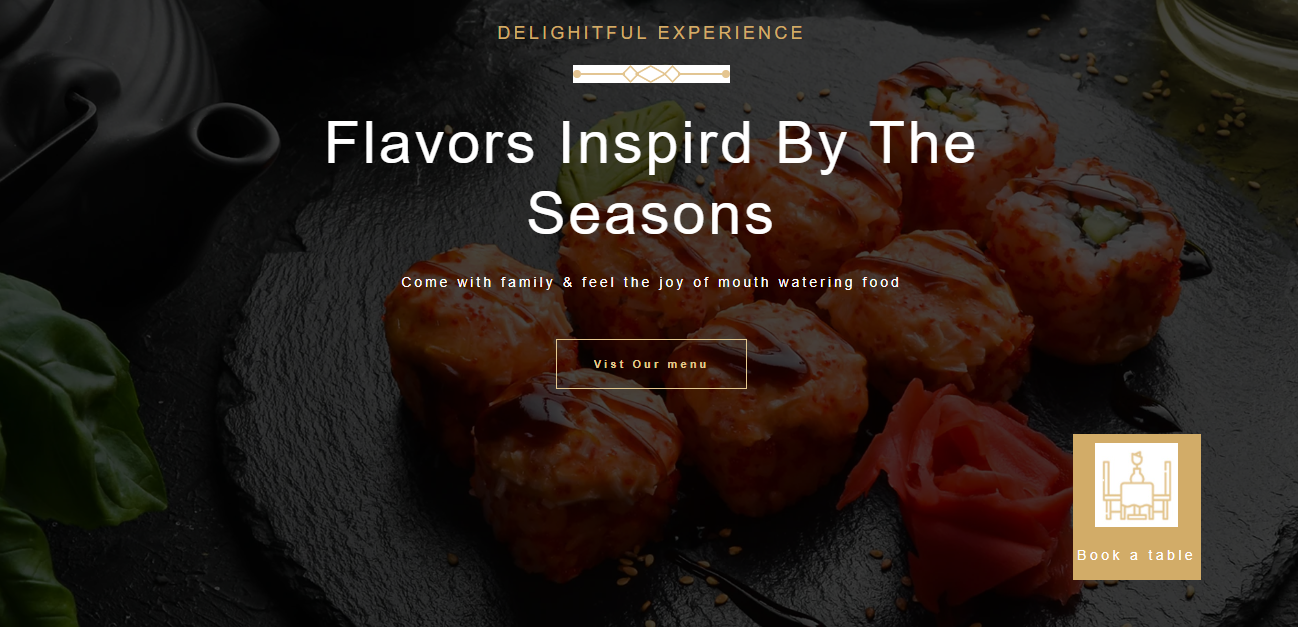 DELIGHITFUL EXPERIENCE
Flavors Inspird By The
Seasons
Come with family & feel the joy of mouth watering food
Vist Our menu
Book a table